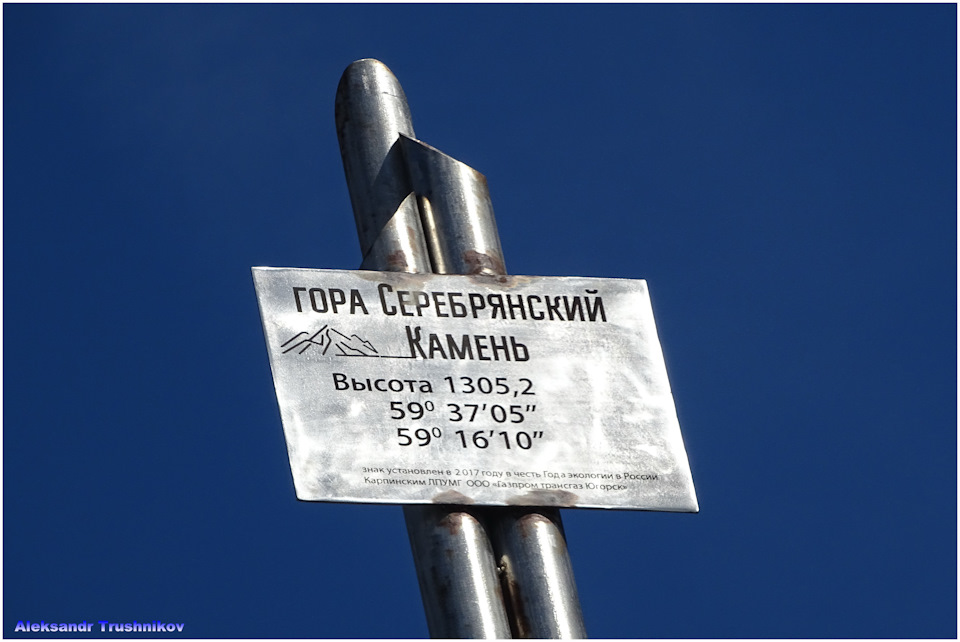 гора Серебрянский
Камень
Высота 1305,2
59⁰ 37’05”
59⁰ 16’10”
знак установлен в 2017 году в честь Года экологии в России
Карпинским ЛПУМГ ООО «Газпром трансгаз Югорск»
Aleksandr Trushnikov